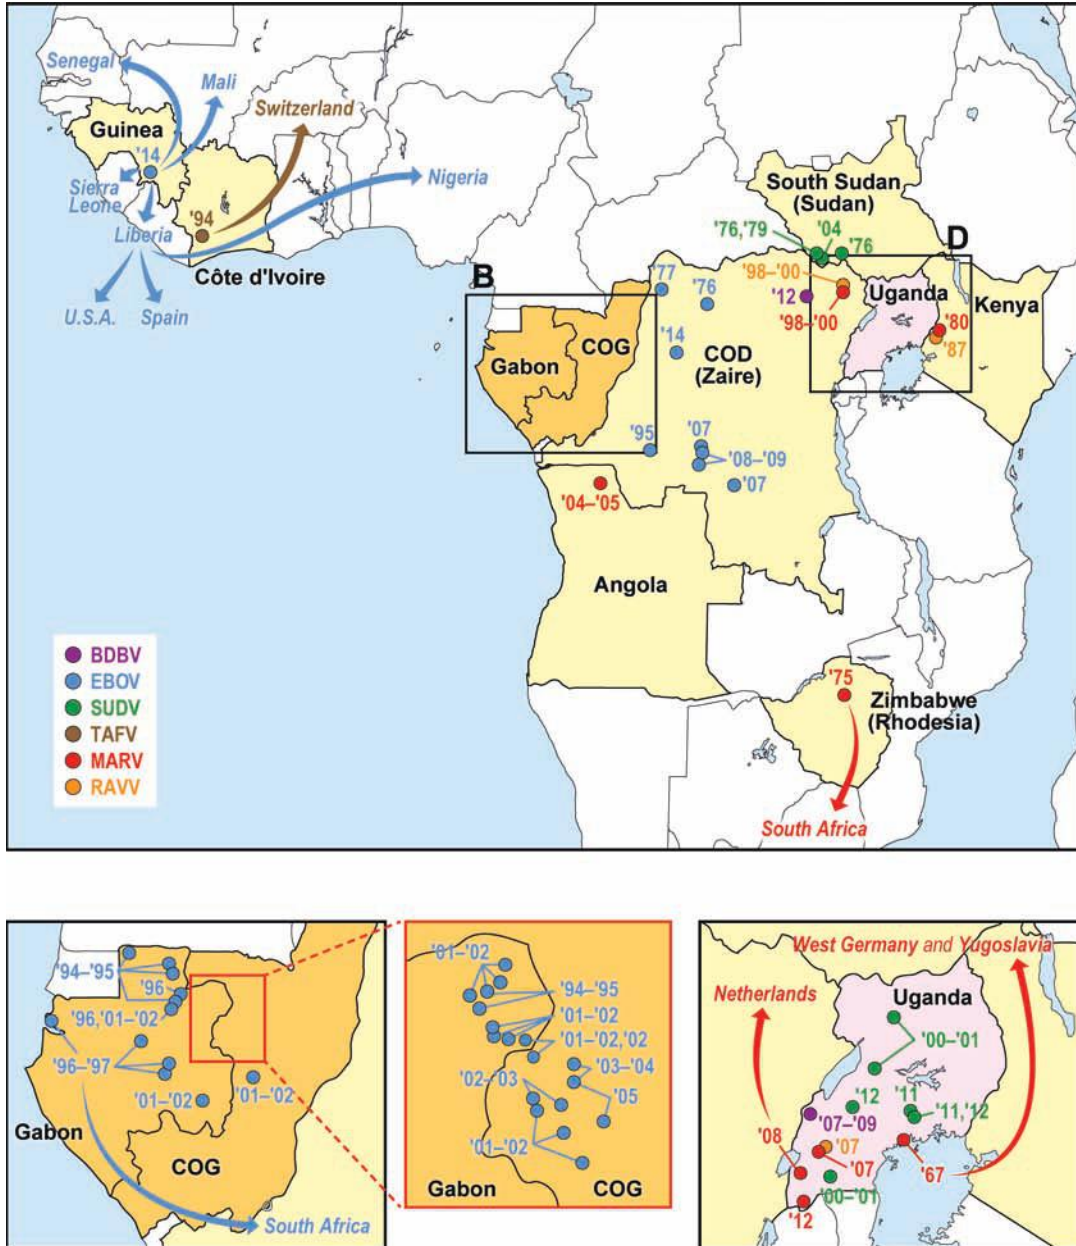 Senegal
Mali
Switzerland
Guinea
'14
Sierra
Leone
Nigeria
'94
Liberia
Côte d'Ivoire
U.S.A.
Spain
South Sudan
(Sudan)
'76,'79
'04
'76
D
B
'77
'76
'98–'00
'12
Uganda
Kenya
'98–'00
'80
'87
COG
Gabon
'14
COD
(Zaire)
'95
'07
'08–'09
'07
'04–'05
Angola
BDBV
EBOV
SUDV
TAFV
MARV
RAVV
'75
Zimbabwe
(Rhodesia)
South Africa
'94–'95
'96
'96,'01–'02
'96–'97
'01–'02
'01–'02
Gabon
COG
South Africa
'01–'02
'94–'95
'01–'02
'01–'02,'02
'03–'04
'02–'03
'05
'01–'02
Gabon
COG
West Germany and Yugoslavia
Netherlands
Uganda
'00–'01
'12
'11
'11,'12
'07–'09
'08
'07
'07
'67
'00–'01
'12